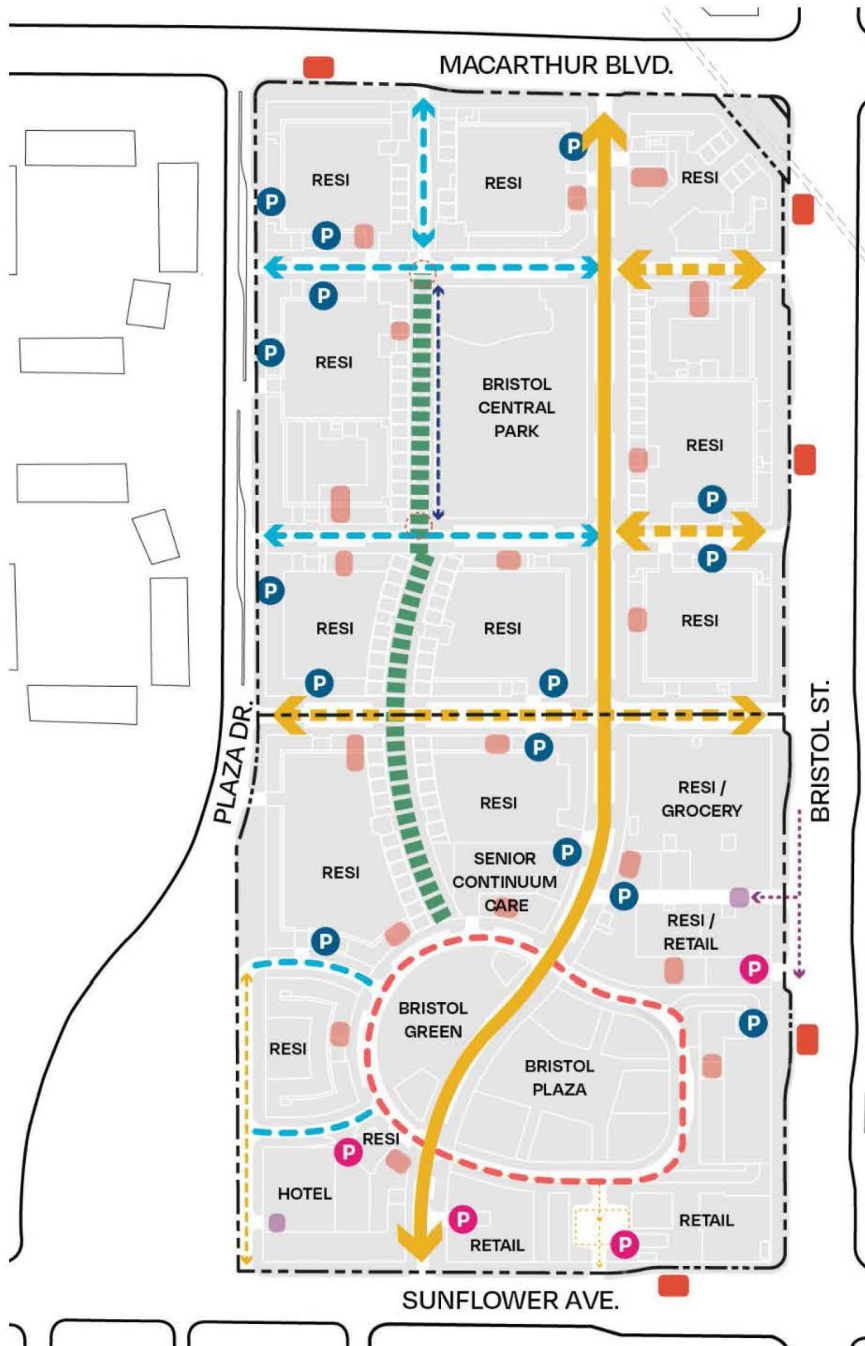 MACARTHUR BLVD.
P
RESI
RESI
RESI
P
P
P
P
RESI
BRISTOL
CENTRAL
PARK
RESI
P
P
P
RESI
RESI
RESI
P
P
PLAZA DR.
BRISTOL ST.
P
RESI
RESI /
GROCERY
P
SENIOR
CONTINUUM
CARE
RESI
P
RESI /
RETAIL
P
P
BRISTOL
GREEN
P
RESI
BRISTOL
PLAZA
RESI
P
HOTEL
P
RETAIL
P
RETAIL
SUNFLOWER AVE.